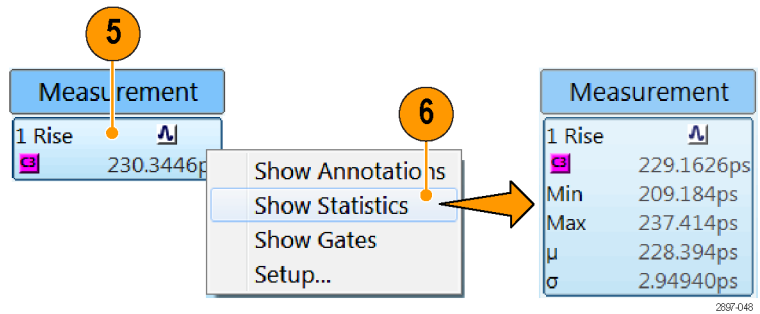 5
Measurement
1 Rise
C3 230.3446p
6
Show Annotations
Show Statistics
Show Gates
Setup...
Measurement
1 Rise
C3 229.1626ps
Min 209.184ps
Max 237.414ps
μ 228.394ps
σ 2.94940ps
2897-048